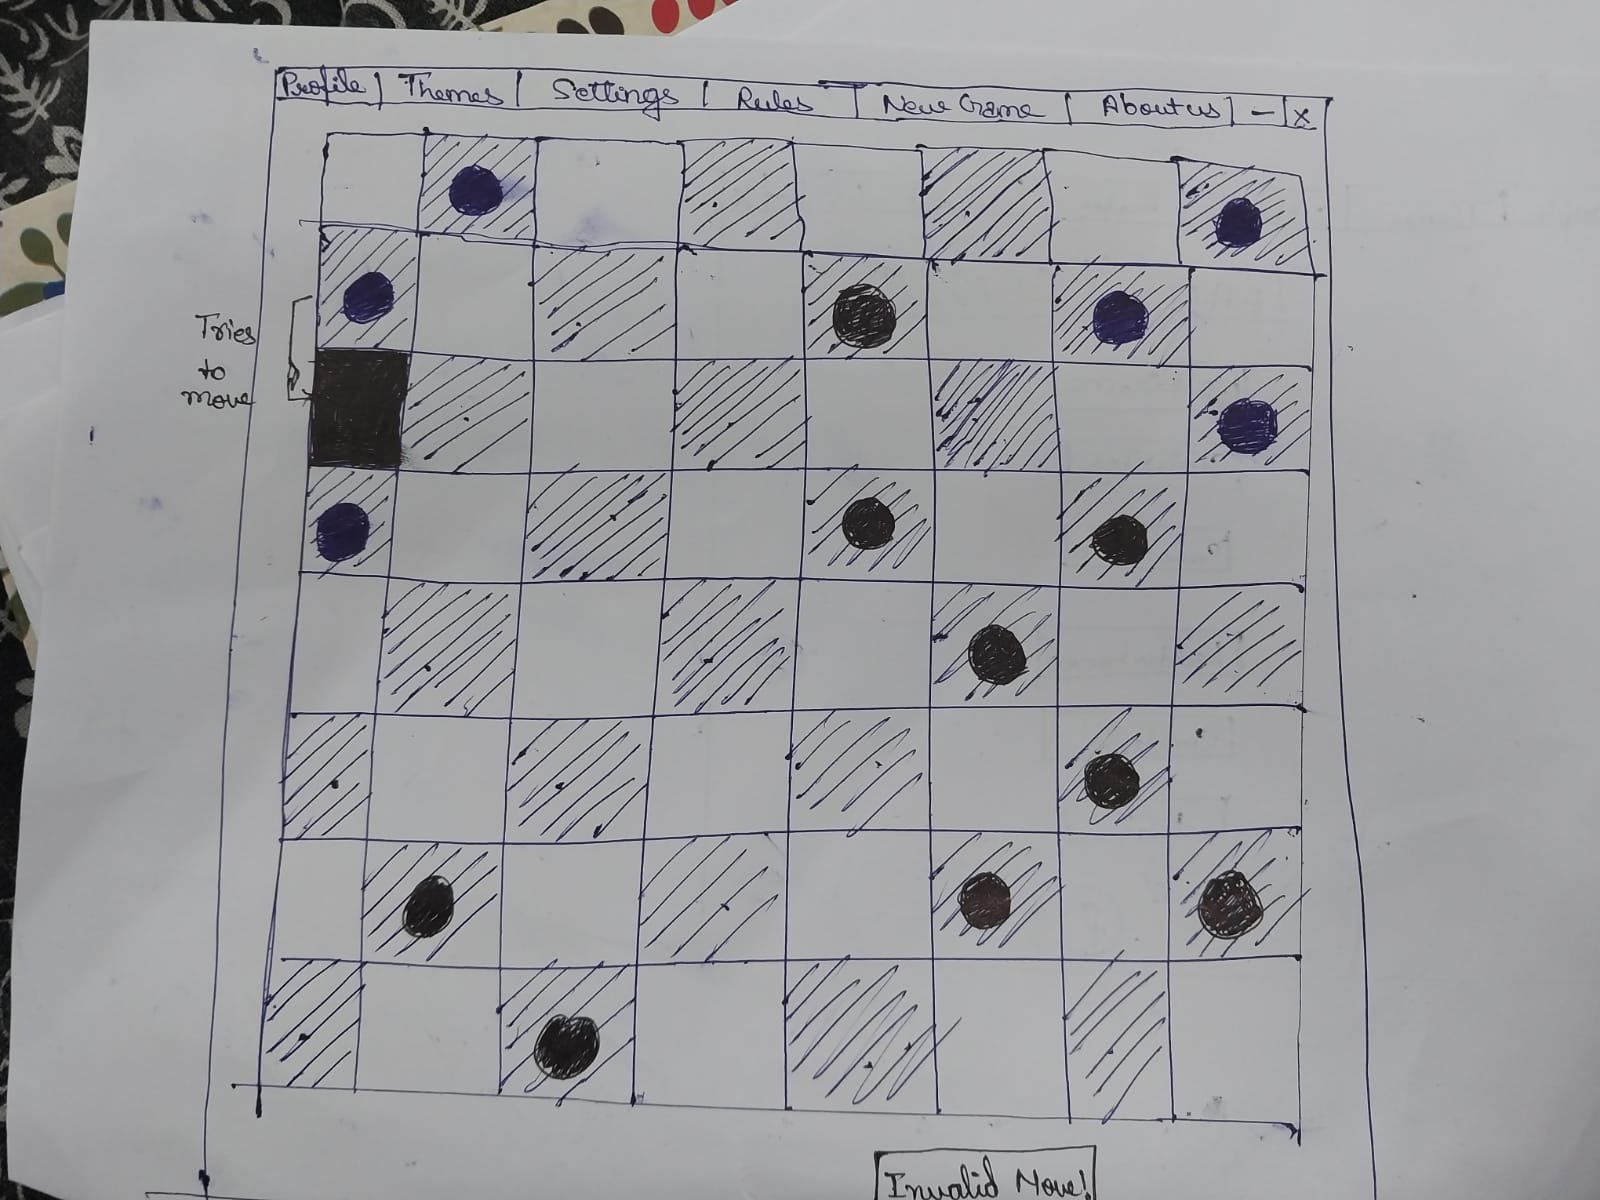 Profile | Themes | Settings | Rules | New Game | About us | - | x
Tries
to
move
Invalid Move!